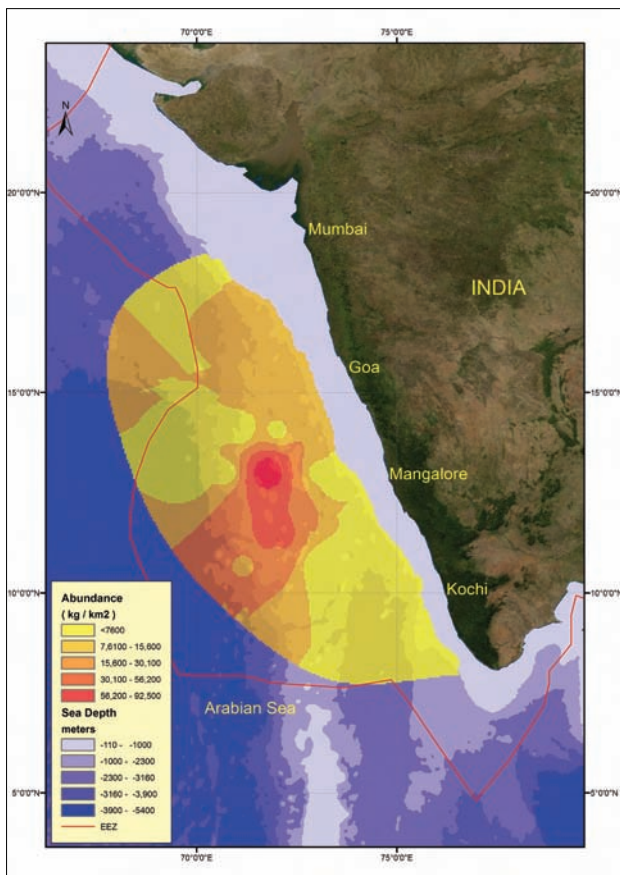 70°0'0"E 75°0'0"E
N
20°0'0"N
Mumbai
INDIA
Goa
15°0'0"N 15°0'0"N
Mangalore
Kochi
10°0'0"N 10°0'0"N
Abundance
( kg / km2 )
<7600
7,6100 - 15,600
15,600 - 30,100
30,100 - 56,200
56,200 - 92,500
Sea Depth
meters
-110 - -1000
-1000 - -2300
-2300 - -3160
-3160 - -3,900
-3900 - -5400
EEZ
Arabian Sea
5°0'0"N 5°0'0"N
70°0'0"E 75°0'0"E